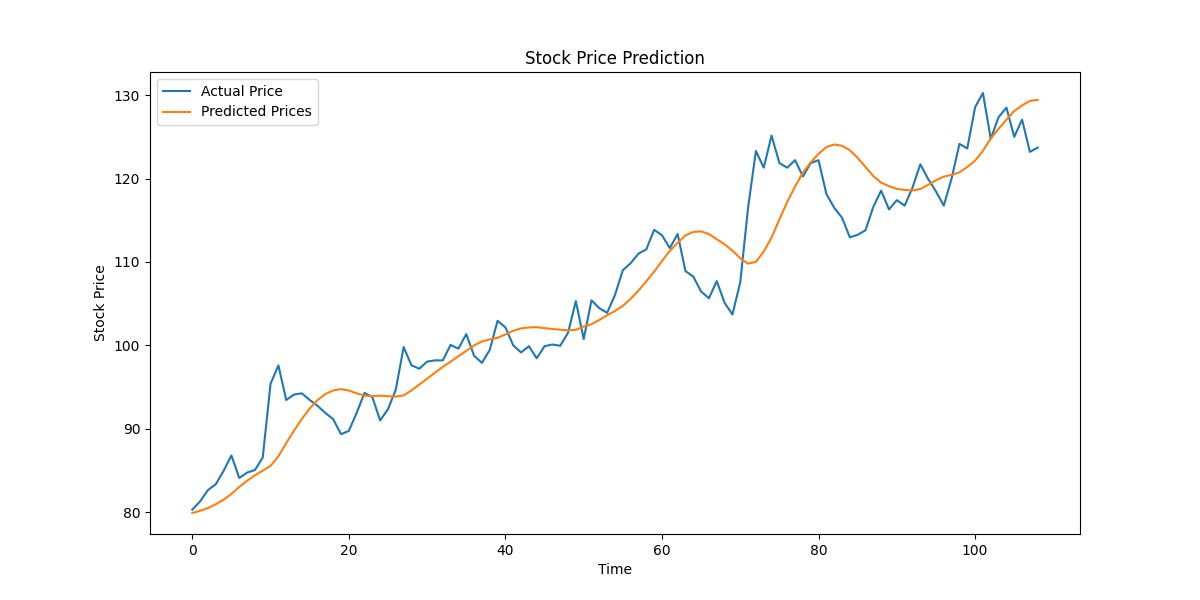 Stock Price Prediction
Actual Price
Predicted Prices
Stock Price
130
120
110
100
90
80
0 20 40 60 80 100
Time